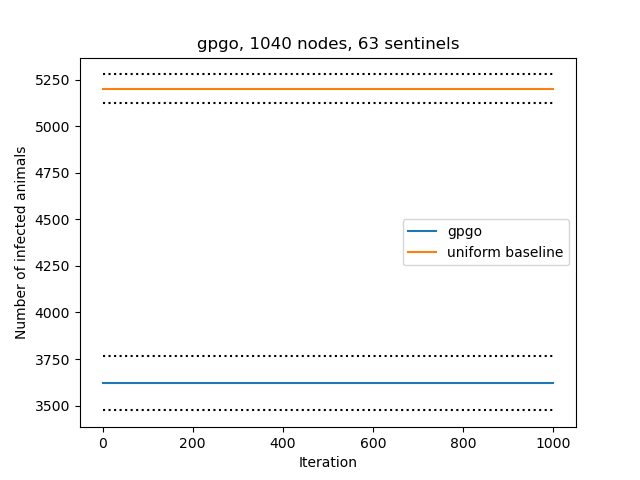 gpgo, 1040 nodes, 63 sentinels
Number of infected animals
5250
5000
4750
4500
4250
4000
3750
3500
gpgo
uniform baseline
0 200 400 600 800 1000
Iteration